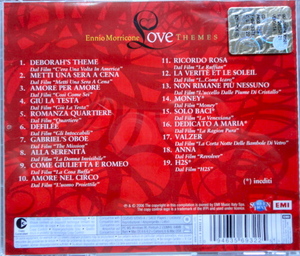 Ennio Morricone Love THEMES
1. DEBORAH'S THEME
Dal Film "C'era Una Volta In America"
2. METTI UNA SERA A CENA
Dal Film "Metti Una Sera A Cena"
3. AMORE PER AMORE
Dal Film "Così Come Sei"
4. GIÙ LA TESTA
Dal Film "Giù La Testa"
5. ROMANZA QUARTIERE
Dal Film "Quartiere"
6. DEHLEE
Dal Film "Gli Intoccabili"
7. GABRIEL'S OBOE
Dal Film "The Mission"
8. ALLA SERENITÀ
Dal Film "La Donna Invisibile"
9. COME GIULIETTA E ROMEO
Dal Film "La Cosa Buffa"
10. AMORE NEL CIRCO
Dal Film "L'uomo Proiettile"
11. RICORDO ROSA
Dal Film "Le Ruffian"
12. LA VERITÉ ET LE SOLEIL
Dal Film "I... Come Icaro"
13. NON RIMANE PIÙ NESSUNO
Dal Film "L'uccello Dalle Piume Di Cristallo"
14. MONEY*
Dal Film "Money"
15. SOLO BACI*
Dal Film "La Veneziana"
16. DEDICATO A MARIA*
Dal Film "La Ragion Pura"
17. VALZER
Dal Film "La Corta Notte Delle Bambole Di Vetro"
18. ANNA
Dal Film "Revolver"
19. H2S*
Dal Film "H2S"
(*) inediti
SCREEN TRAX
EMI